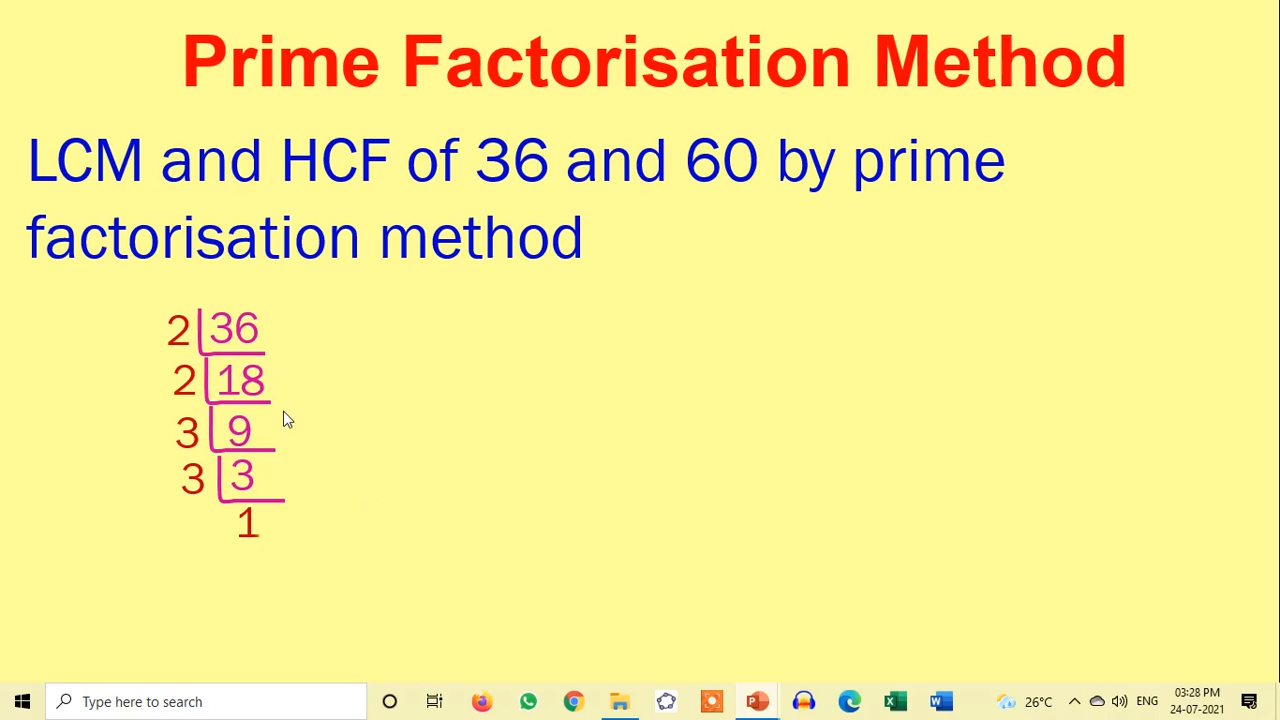 Prime Factorisation Method
LCM and HCF of 36 and 60 by prime
factorisation method
2 36
2 18
3 9
3 3
1
Type here to search
26°C
ENG
03:28 PM
24-07-2021